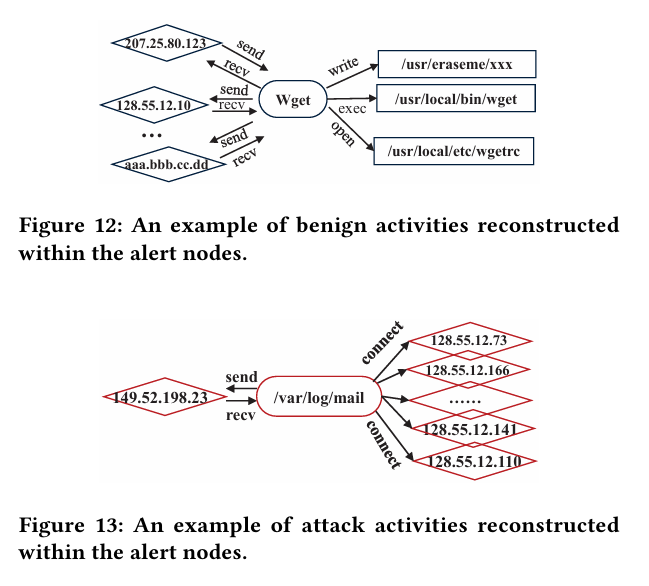 207.25.80.123
send
recv
write
/usr/eraseme/xxx
128.55.12.10
send
recv
Wget
exec
/usr/local/bin/wget
...
send
recv
open
aaa.bbb.cc.dd
/usr/local/etc/wgetrc
Figure 12: An example of benign activities reconstructed
within the alert nodes.
connect
128.55.12.73
128.55.12.166
149.52.198.23
send
recv
/var/log/mail
......
128.55.12.141
connect
128.55.12.110
Figure 13: An example of attack activities reconstructed
within the alert nodes.